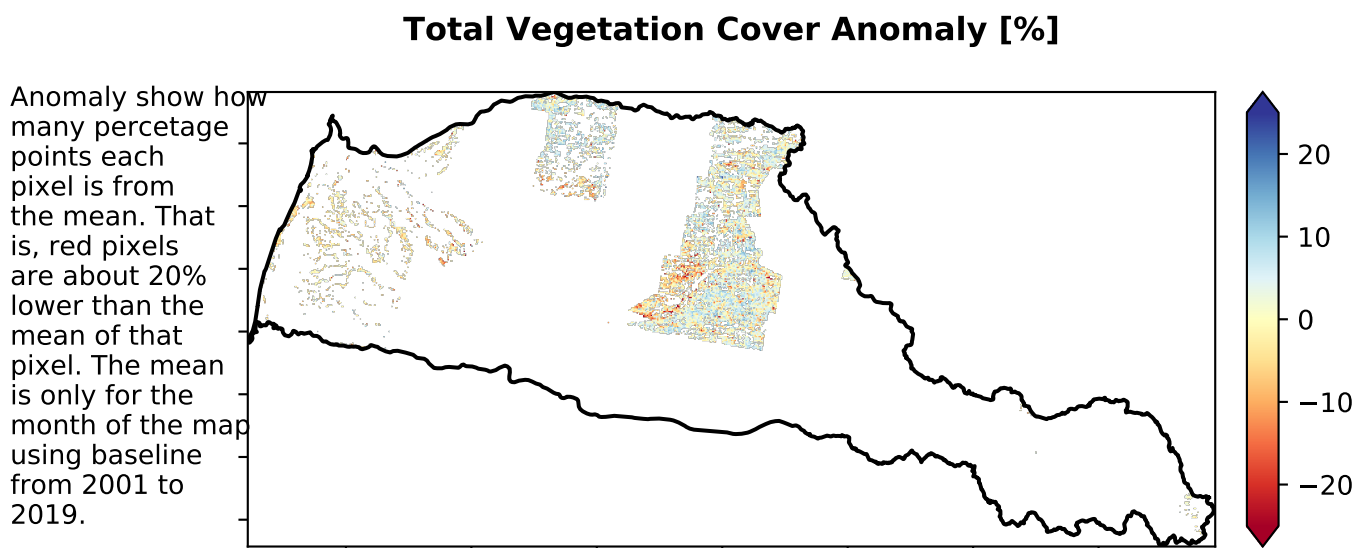 Total Vegetation Cover Anomaly [%]
Anomaly show how
many percetage
points each
pixel is from
the mean. That
is, red pixels
are about 20%
lower than the
mean of that
pixel. The mean
is only for the
month of the map
using baseline
from 2001 to
2019.
20
10
0
−10
−20